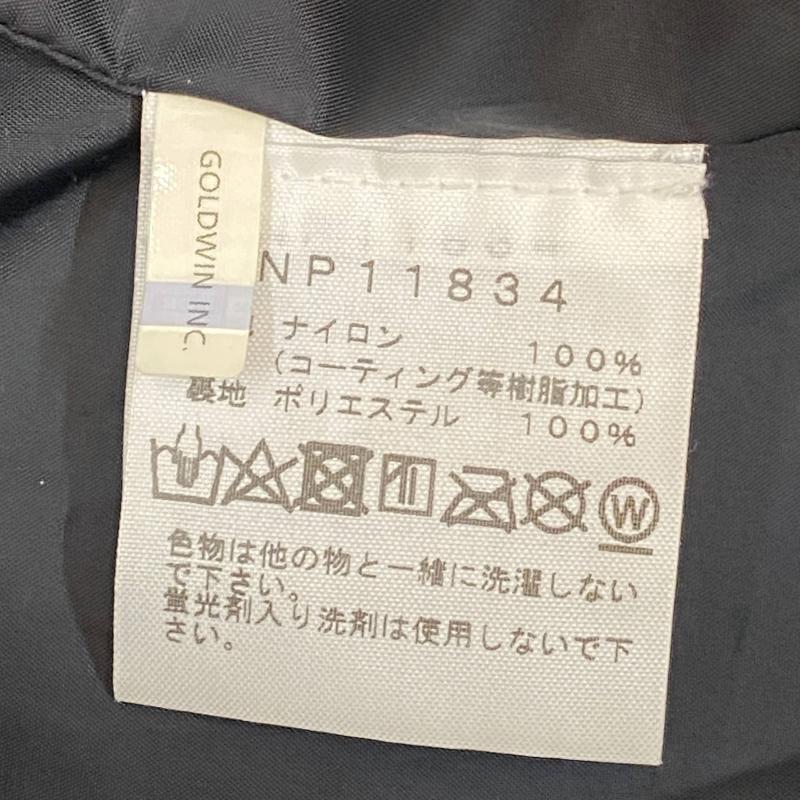 GOLDWIN INC.
NP11834
ナイロン 100%
(コーティング等樹脂加工)
裏地 ポリエステル 100%
W
色物は他の物と一緒に洗濯しない
で下さい。
蛍光剤入り洗剤は使用しないで下
さい。